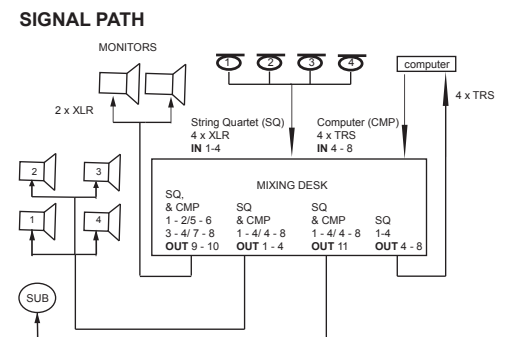 SIGNAL PATH
MONITORS
1 2 3 4
computer
2 x XLR
4 x TRS
String Quartet (SQ)
4 x XLR
IN 1-4
Computer (CMP)
4 x TRS
IN 4 - 8
2 3
1 4
MIXING DESK
SQ,
& CMP
1 - 2/5 - 6
3 - 4/ 7 - 8
OUT 9 - 10
SQ
& CMP
1 - 4/ 4 - 8
OUT 1 - 4
SQ
& CMP
1 - 4/ 4 - 8
OUT 11
SQ
1-4
OUT 4 - 8
SUB